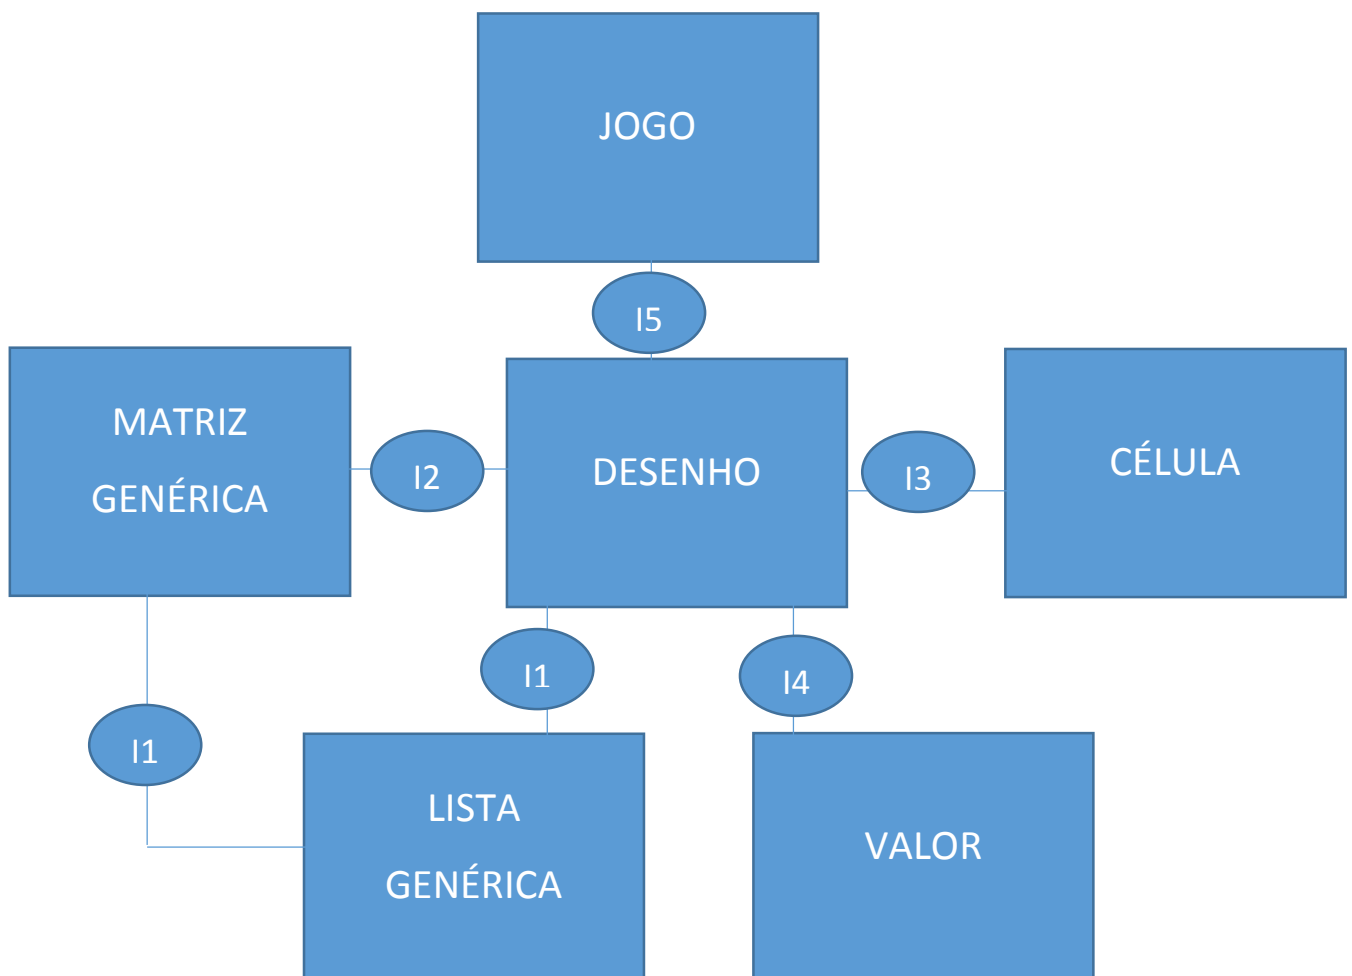 JOGO
I5
MATRIZ
GENÉRICA
I2
DESENHO
I3
CÉLULA
I1
I4
I1
LISTA
GENÉRICA
VALOR